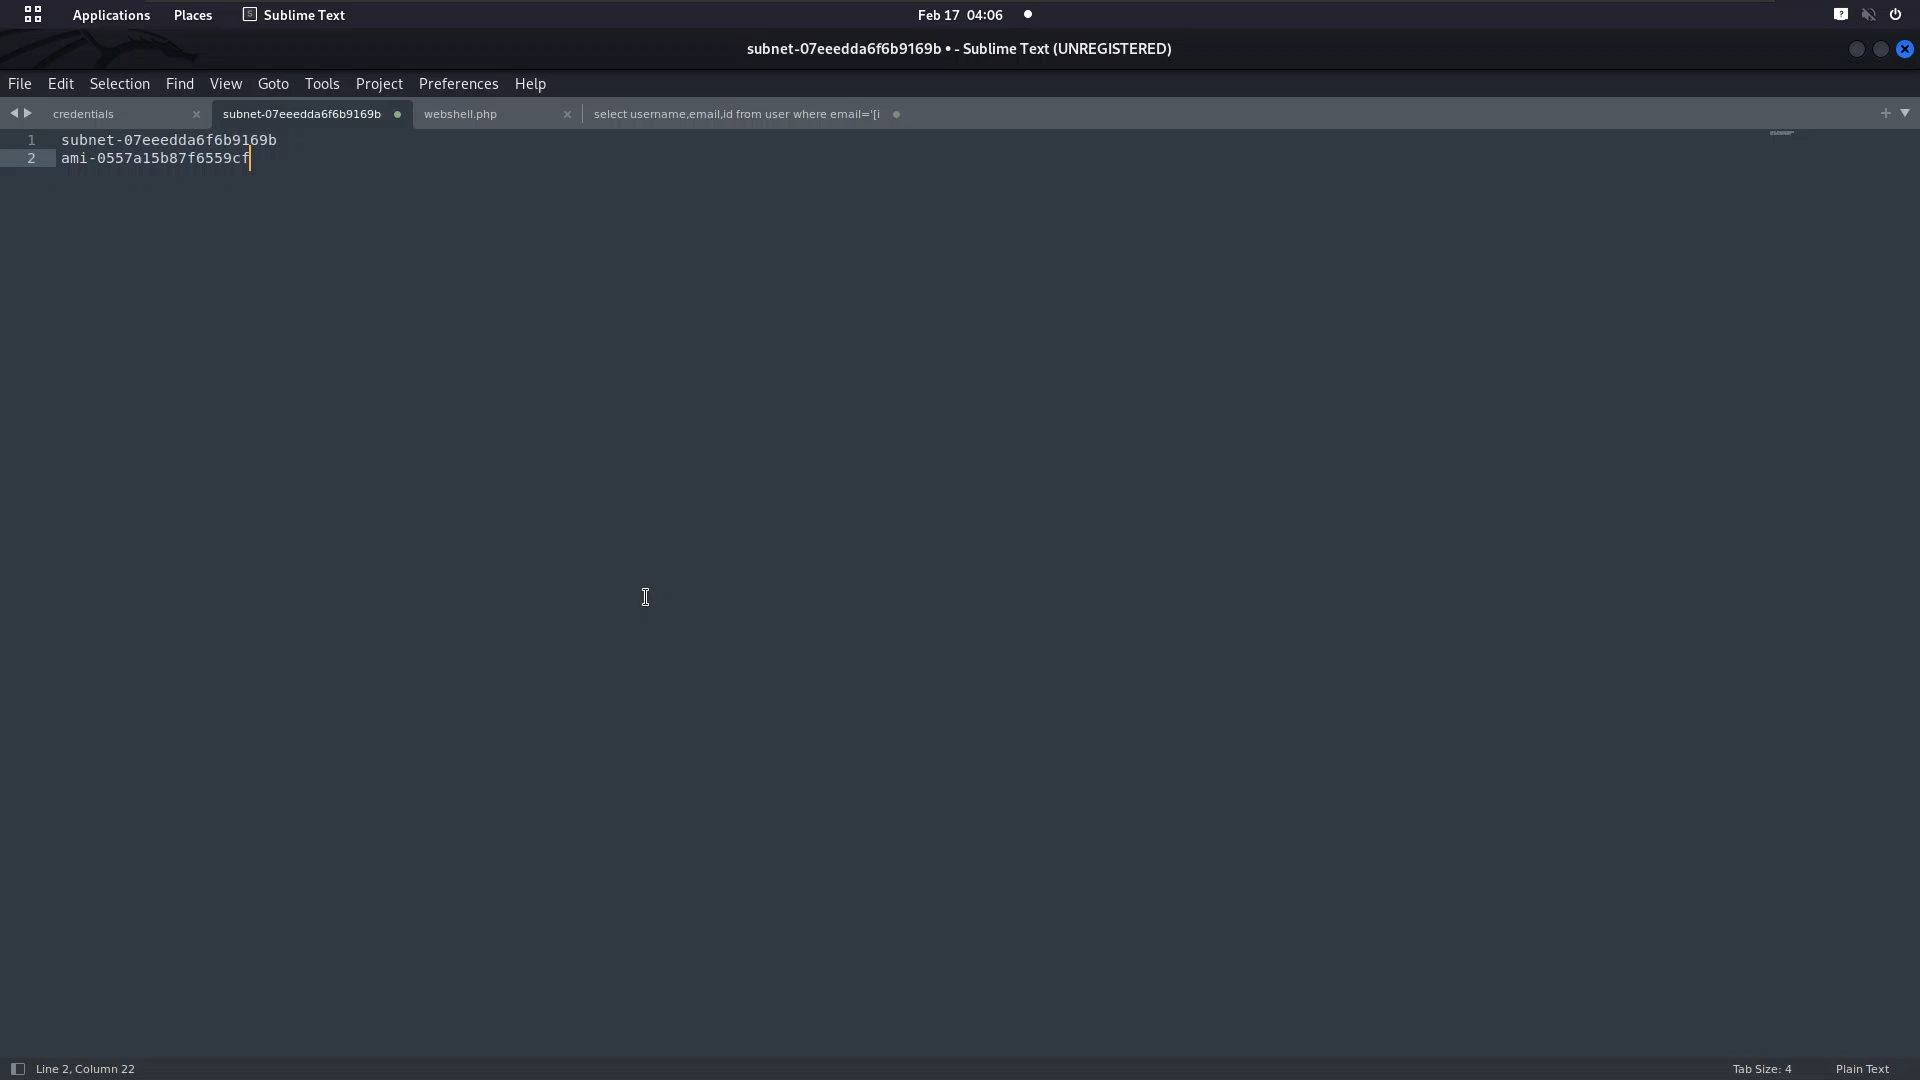 Applications Places Sublime Text Feb 17 04:06
subnet-07eeedda6f6b9169b • - Sublime Text (UNREGISTERED)
File Edit Selection Find View Goto Tools Project Preferences Help
credentials subnet-07eeedda6f6b9169b webshell.php select username,email,id from user where email='[i
1 subnet-07eeedda6f6b9169b
2 ami-0557a15b87f6559cf
Line 2, Column 22 Tab Size: 4 Plain Text